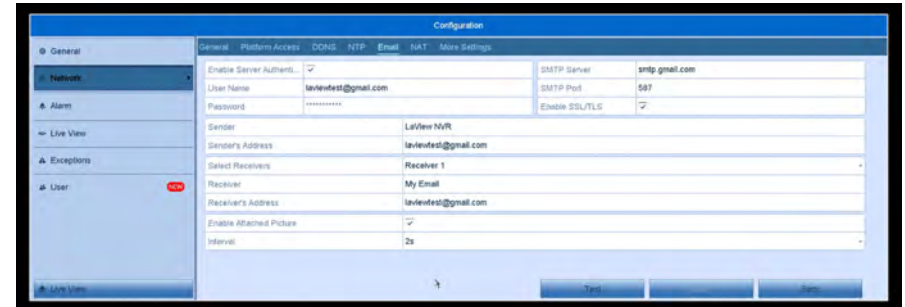 Configuration
General
Network
Alarm
Live View
Exceptions
User NEW
Live View
General Platform Access DDNS NTP Email NAT More Settings
Enable Server Authenti...
User Name laviewtest@gmail.com
Password ***********
SMTP Server smtp.gmail.com
SMTP Port 587
Enable SSL/TLS
Sender LaView NVR
Sender's Address laviewtest@gmail.com
Select Receivers Receiver 1
Receiver My Email
Receiver's Address laviewtest@gmail.com
Enable Attached Picture
Interval 2s
Test